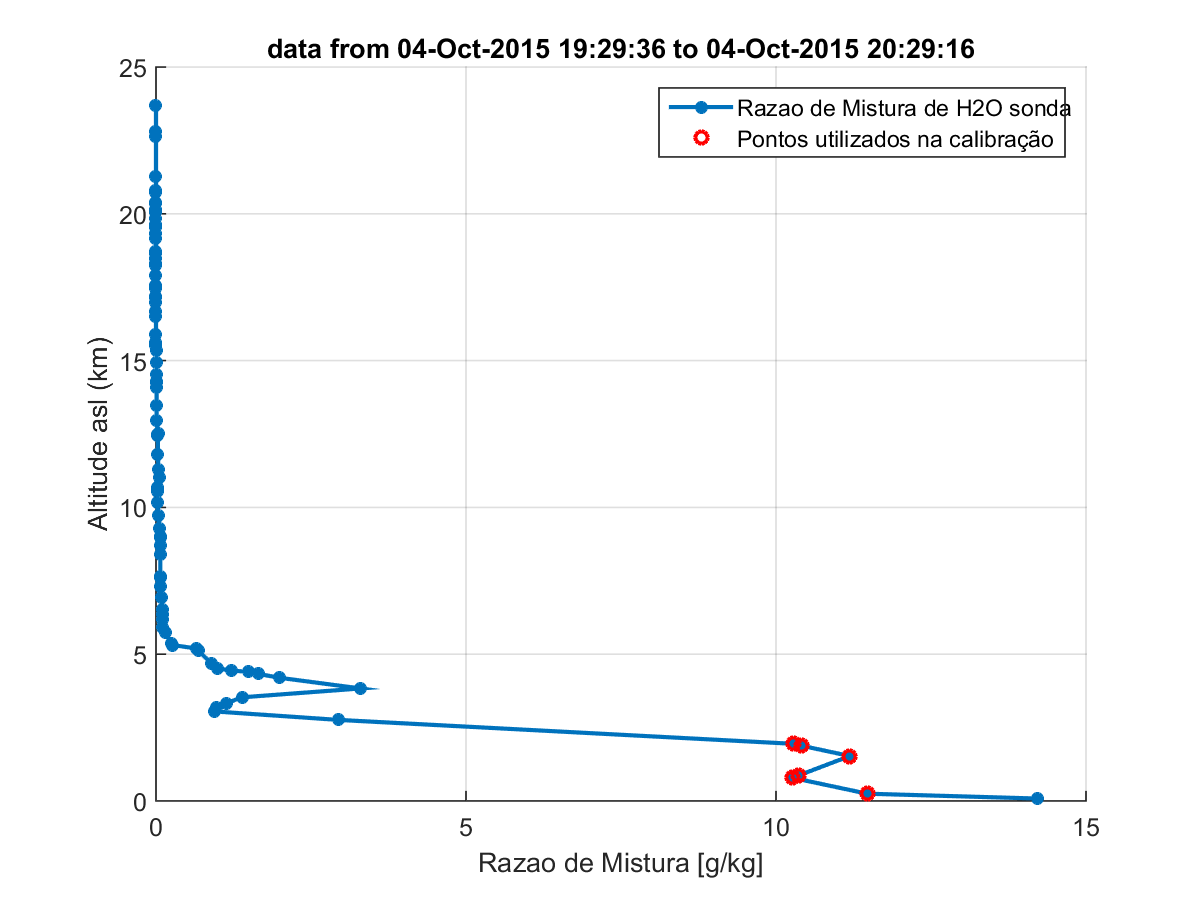 data from 04-Oct-2015 19:29:36 to 04-Oct-2015 20:29:16
Razao de Mistura de H2O sonda
Pontos utilizados na calibração
25
20
15
10
5
0
Altitude asl (km)
0 5 10 15
Razao de Mistura [g/kg]